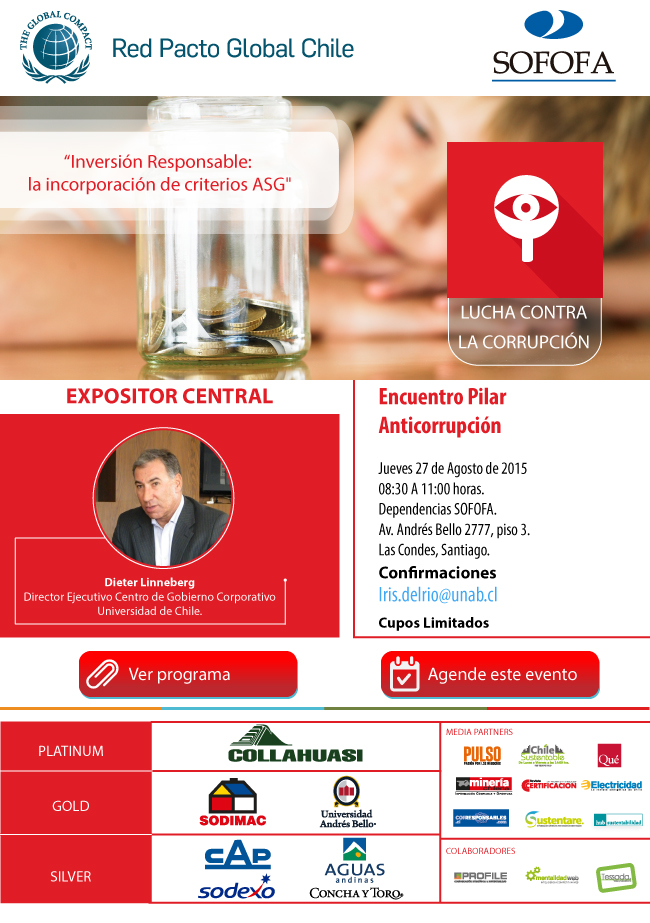 THE GLOBAL COMPACT
Red Pacto Global Chile
SOFOFA
“Inversión Responsable:
la incorporación de criterios ASG"
LUCHA CONTRA
LA CORRUPCIÓN
EXPOSITOR CENTRAL
Dieter Linneberg
Director Ejecutivo Centro de Gobierno Corporativo
Universidad de Chile.
Encuentro Pilar
Anticorrupción
Jueves 27 de Agosto de 2015
08:30 A 11:00 horas.
Dependencias SOFOFA.
Av. Andrés Bello 2777, piso 3.
Las Condes, Santiago.
Confirmaciones
Iris.delrio@unab.cl
Cupos Limitados
Ver programa
Agende este evento
PLATINUM
COLLAHUASI
GOLD
SODIMAC
Universidad
Andrés Bello
SILVER
CAP
sodexo
AGUAS
andinas
CONCHA Y TORO
MEDIA PARTNERS
PULSO
Chile
Sustentable
Qué
minería
CERTIFICACION
Electricidad
CORRESPONSABLES
Sustentare.
sustentabilidad
COLABORADORES
PROFILE
mentalidadweb